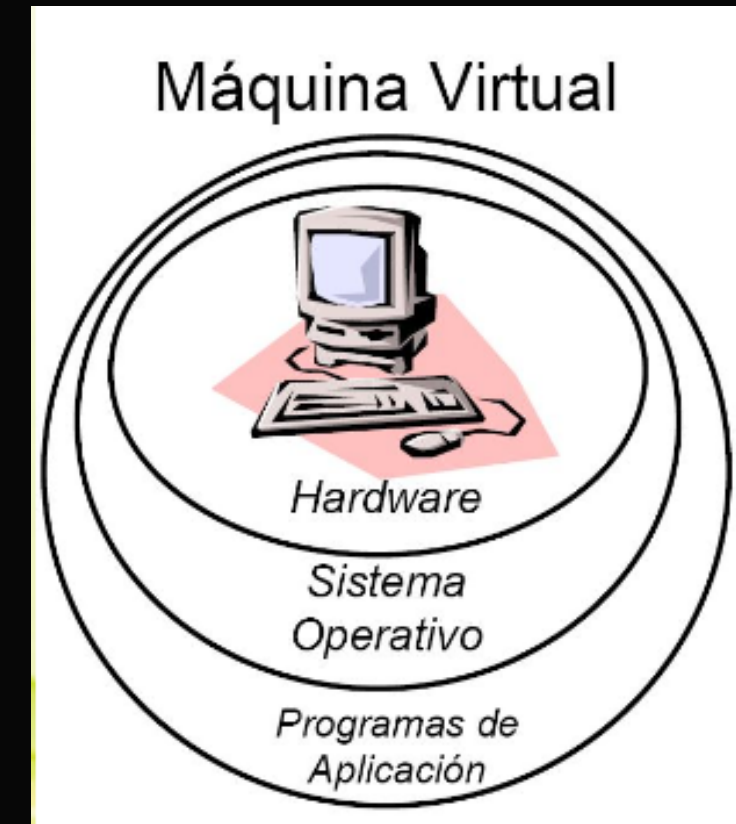 Máquina Virtual
Hardware
Sistema
Operativo
Programas de
Aplicación